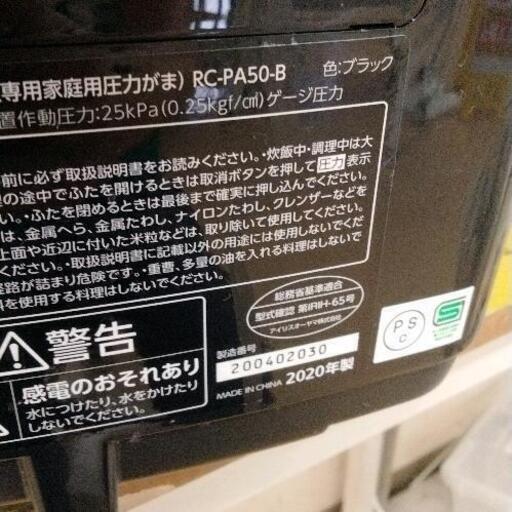 専用家庭用圧力がま) RC-PA50-B 色:ブラック
置作動圧力:25kPa(0.25kgf/c㎡)ゲージ圧力
前に必ず取扱説明書をお読みください。・炊飯中・調理中は大
の途中でふたを開けるときは取消ボタンを押して圧力表示
い。・ふたを閉めるときは最後まで確実に押し込んでください。
は、金属へら、金属たわし、ナイロンたわし、クレンザーなどを
上面や近辺に付いた米粒などは、取り除いて使用してください。
・取扱説明書に記載以外の用途には使用しないでく
経路が詰まり危険です。・重曹、多量の油を入れる料理はしないで
を使用する料理はしないでください。
警告
感電のおそれあり
水につけたり、水をかけたり
しないでください。
総務省基準適合
型式確認 第IRIH-65号
アイリスオーヤマ株式会社
製造番号
200402030
MADE IN CHINA 2020年製
PS
C